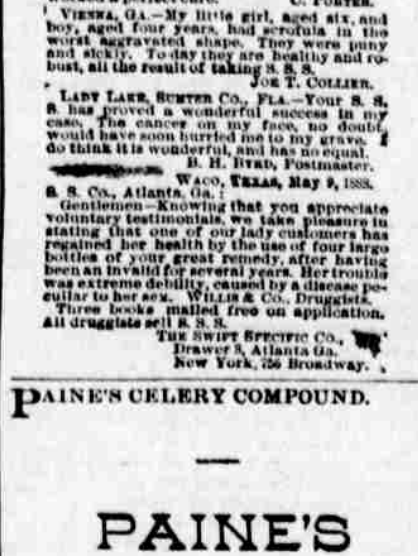 C. PORTER.
VIENNA, GA.—My little girl, aged six, and
boy, aged four years, had scrofula in the
worst aggravated shape. They were puny
and sickly. To-day they are healthy and ro-
bust, all the result of taking S. S. S.
JOE T. COLLIER.
LADY LAKE, SUMTER CO., FLA.—Your S. S.
S. has proved a wonderful success in my
case. The cancer on my face, no doubt,
would have soon hurried me to my grave. I
do think it is wonderful, and has no equal.
B. H. BYRD, Postmaster.
WACO, TEXAS, May 9, 1888.
S. S. Co., Atlanta, Ga.:
Gentlemen—Knowing that you appreciate
voluntary testimonials, we take pleasure in
stating that one of our lady customers has
regained her health by the use of four large
bottles of your great remedy, after having
been an invalid for several years. Her trouble
was extreme debility, caused by a disease pe-
culiar to her sex. WILLIS & CO., Druggists.
Three books mailed free on application.
All druggists sell S. S. S.
THE SWIFT SPECIFIC CO.,
Drawer 3, Atlanta Ga.
New York, 756 Broadway.
PAINE'S CELERY COMPOUND.
PAINE'S